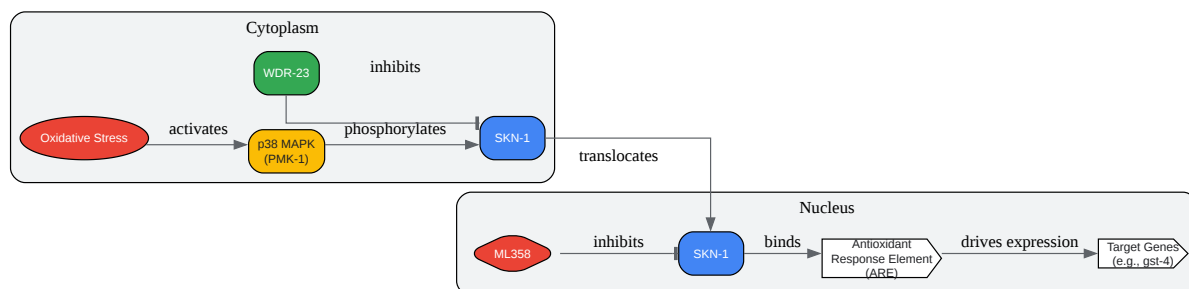 Cytoplasm
WDR-23
inhibits
Oxidative Stress
activates
p38 MAPK
(PMK-1)
phosphorylates
SKN-1
translocates
Nucleus
ML358
inhibits
SKN-1
binds
Antioxidant
Response Element
(ARE)
drives expression
Target Genes
(e.g., gst-4)